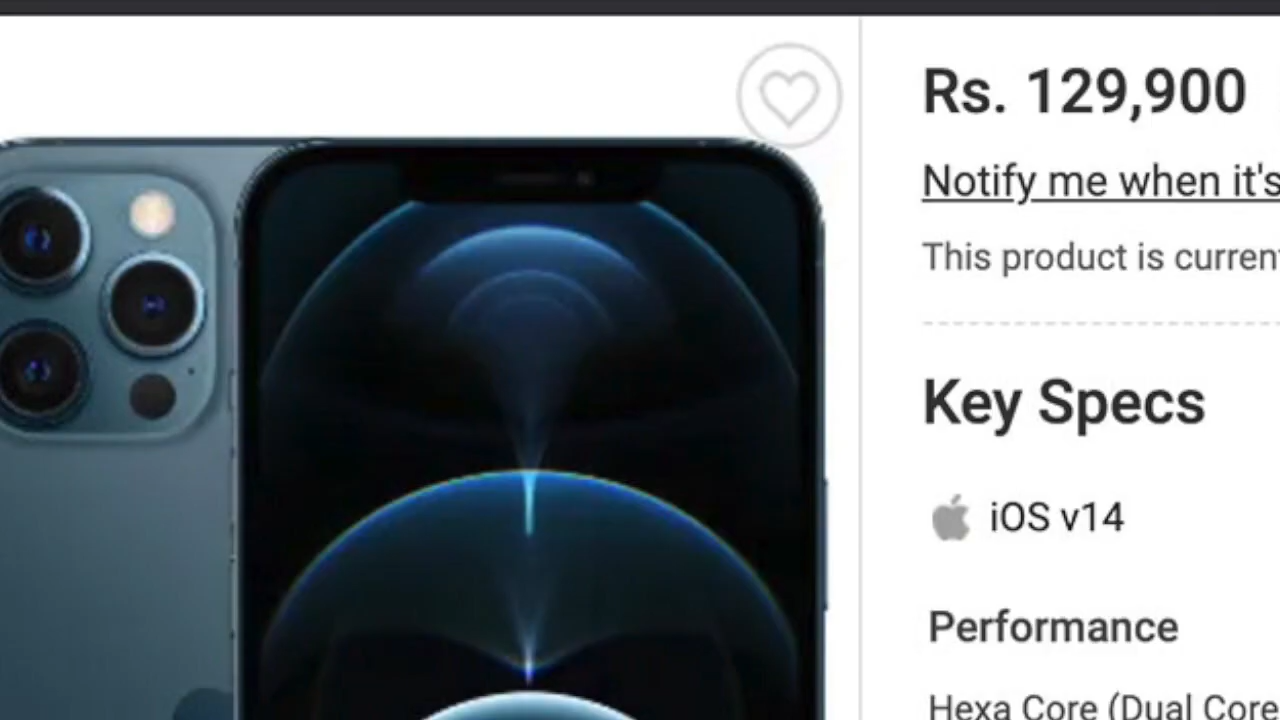 Rs. 129,900
Notify me when it's
This product is curren
Key Specs
iOS v14
Performance
Hexa Core (Dual Core